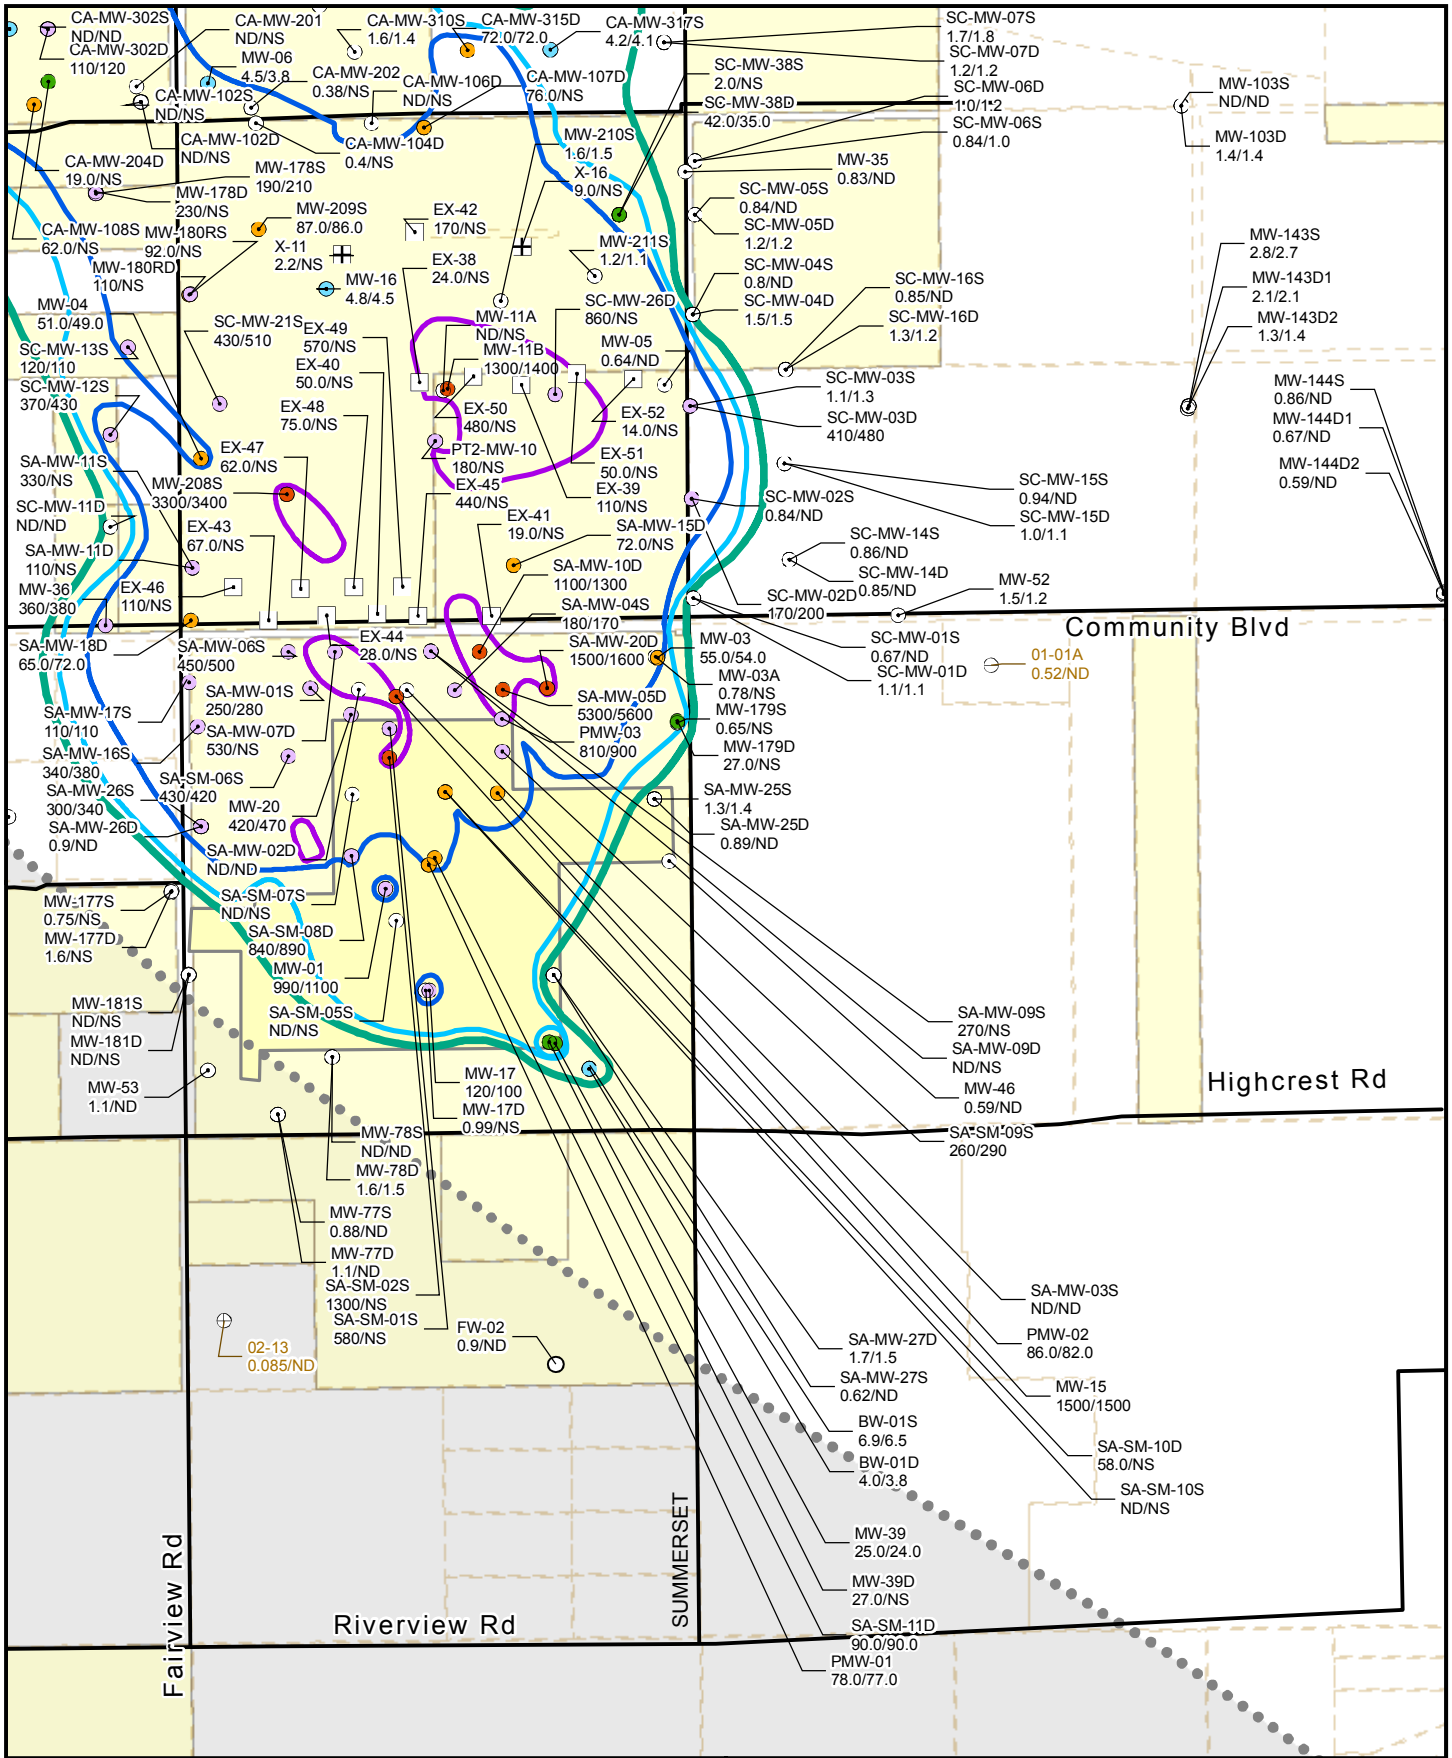 CA-MW-302S
ND/ND
CA-MW-302D
110/120
CA-MW-201
ND/NS
MW-06
4.5/3.8
CA-MW-202
0.38/NS
CA-MW-310S
1.6/1.4
CA-MW-315D
72.0/72.0
CA-MW-317S
4.2/4.1
CA-MW-106D
ND/NS
CA-MW-107D
76.0/NS
SC-MW-38S
2.0/NS
SC-MW-38D
42.0/35.0
SC-MW-07S
1.7/1.8
SC-MW-07D
1.2/1.2
SC-MW-06D
1.0/1.2
SC-MW-06S
0.84/1.0
MW-103S
ND/ND
MW-103D
1.4/1.4
CA-MW-102S
ND/NS
CA-MW-102D
ND/NS
CA-MW-104D
0.4/NS
MW-210S
1.6/1.5
MW-35
0.83/ND
CA-MW-204D
19.0/NS
MW-178S
190/210
MW-178D
230/NS
X-16
9.0/NS
SC-MW-05S
0.84/ND
SC-MW-05D
1.2/1.2
CA-MW-108S
62.0/NS
MW-180RS
92.0/NS
MW-209S
87.0/86.0
EX-42
170/NS
MW-211S
1.2/1.1
X-11
2.2/NS
MW-180RD
110/NS
MW-16
4.8/4.5
EX-38
24.0/NS
SC-MW-04S
0.8/ND
SC-MW-04D
1.5/1.5
SC-MW-16S
0.85/ND
SC-MW-16D
1.3/1.2
MW-143S
2.8/2.7
MW-143D1
2.1/2.1
MW-143D2
1.3/1.4
MW-04
51.0/49.0
SC-MW-21S
430/510
EX-49
570/NS
MW-11A
ND/NS
MW-11B
1300/1400
SC-MW-26D
860/NS
MW-05
0.64/ND
SC-MW-13S
120/110
EX-40
50.0/NS
SC-MW-12S
370/430
EX-48
75.0/NS
EX-50
480/NS
EX-52
14.0/NS
SC-MW-03S
1.1/1.3
SC-MW-03D
410/480
MW-144S
0.86/ND
MW-144D1
0.67/ND
MW-144D2
0.59/ND
EX-47
62.0/NS
PT2-MW-10
180/NS
EX-51
50.0/NS
SA-MW-11S
330/NS
MW-208S
3300/3400
EX-45
440/NS
EX-39
110/NS
SC-MW-02S
0.84/ND
SC-MW-15S
0.94/ND
SC-MW-15D
1.0/1.1
SC-MW-11D
ND/ND
EX-43
67.0/NS
EX-41
19.0/NS
SA-MW-15D
72.0/NS
SC-MW-14S
0.86/ND
SC-MW-14D
0.85/ND
SA-MW-11D
110/NS
EX-46
110/NS
SA-MW-10D
1100/1300
MW-36
360/380
SA-MW-04S
180/170
SC-MW-02D
170/200
MW-52
1.5/1.2
SA-MW-18D
65.0/72.0
SA-MW-06S
450/500
EX-44
28.0/NS
SA-MW-20D
1500/1600
MW-03
55.0/54.0
MW-03A
0.78/NS
SC-MW-01S
0.67/ND
SC-MW-01D
1.1/1.1
Community Blvd
01-01A
0.52/ND
SA-MW-17S
110/110
SA-MW-01S
250/280
SA-MW-05D
5300/5600
MW-179S
0.65/NS
SA-MW-07D
530/NS
PMW-03
810/900
MW-179D
27.0/NS
SA-MW-16S
340/380
SA-SM-06S
430/420
SA-MW-26S
300/340
MW-20
420/470
SA-MW-25S
1.3/1.4
SA-MW-25D
0.89/ND
SA-MW-26D
0.9/ND
SA-MW-02D
ND/ND
SA-SM-07S
ND/NS
MW-177S
0.75/NS
MW-177D
1.6/NS
SA-SM-08D
840/890
MW-01
990/1100
SA-SM-05S
ND/NS
MW-181S
ND/NS
MW-181D
ND/NS
SA-MW-09S
270/NS
SA-MW-09D
ND/NS
MW-46
0.59/ND
SA-SM-09S
260/290
MW-53
1.1/ND
MW-17
120/100
MW-17D
0.99/NS
Highcrest Rd
MW-78S
ND/ND
MW-78D
1.6/1.5
MW-77S
0.88/ND
MW-77D
1.1/ND
SA-SM-02S
1300/NS
SA-SM-01S
580/NS
FW-02
0.9/ND
02-13
0.085/ND
SA-MW-03S
ND/ND
PMW-02
86.0/82.0
MW-15
1500/1500
SA-SM-10D
58.0/NS
SA-SM-10S
ND/NS
SA-MW-27D
1.7/1.5
SA-MW-27S
0.62/ND
BW-01S
6.9/6.5
BW-01D
4.0/3.8
MW-39
25.0/24.0
MW-39D
27.0/NS
SA-SM-11D
90.0/90.0
PMW-01
78.0/77.0
Fairview Rd
SUMMERSET
Riverview Rd